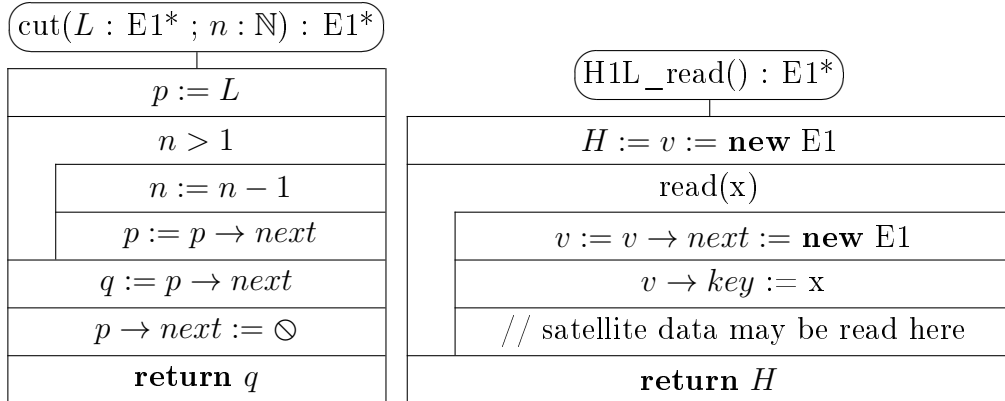 cut(L : E1* ; n : ℕ) : E1*
p := L
n > 1
n := n − 1
p := p → next
q := p → next
p → next := ⦸
return q
H1L_read() : E1*
H := v := new E1
read(x)
v := v → next := new E1
v → key := x
// satellite data may be read here
return H